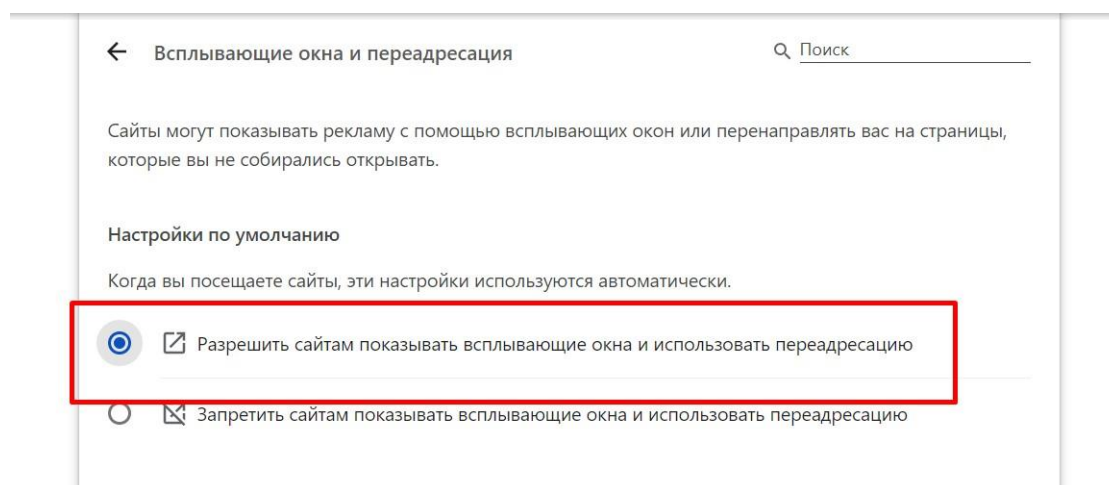 Всплывающие окна и переадресация
Поиск
Сайты могут показывать рекламу с помощью всплывающих окон или перенаправлять вас на страницы,
которые вы не собирались открывать.
Настройки по умолчанию
Когда вы посещаете сайты, эти настройки используются автоматически.
Разрешить сайтам показывать всплывающие окна и использовать переадресацию
Запретить сайтам показывать всплывающие окна и использовать переадресацию